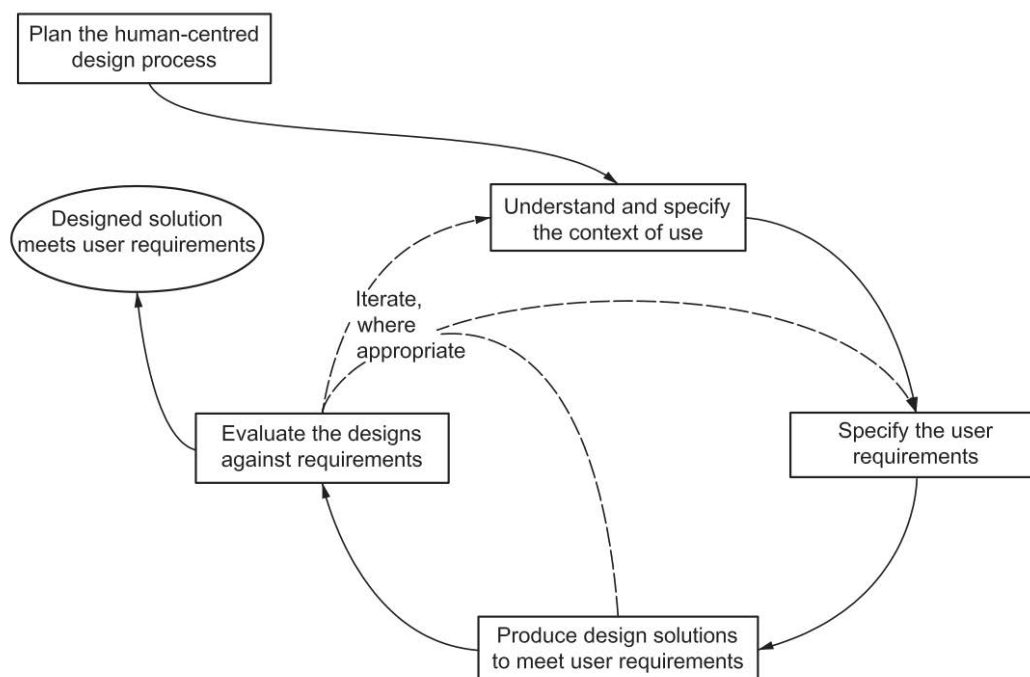 Plan the human-centred
design process
Understand and specify
the context of use
Designed solution
meets user requirements
Iterate,
where
appropriate
Evaluate the designs
against requirements
Specify the user
requirements
Produce design solutions
to meet user requirements